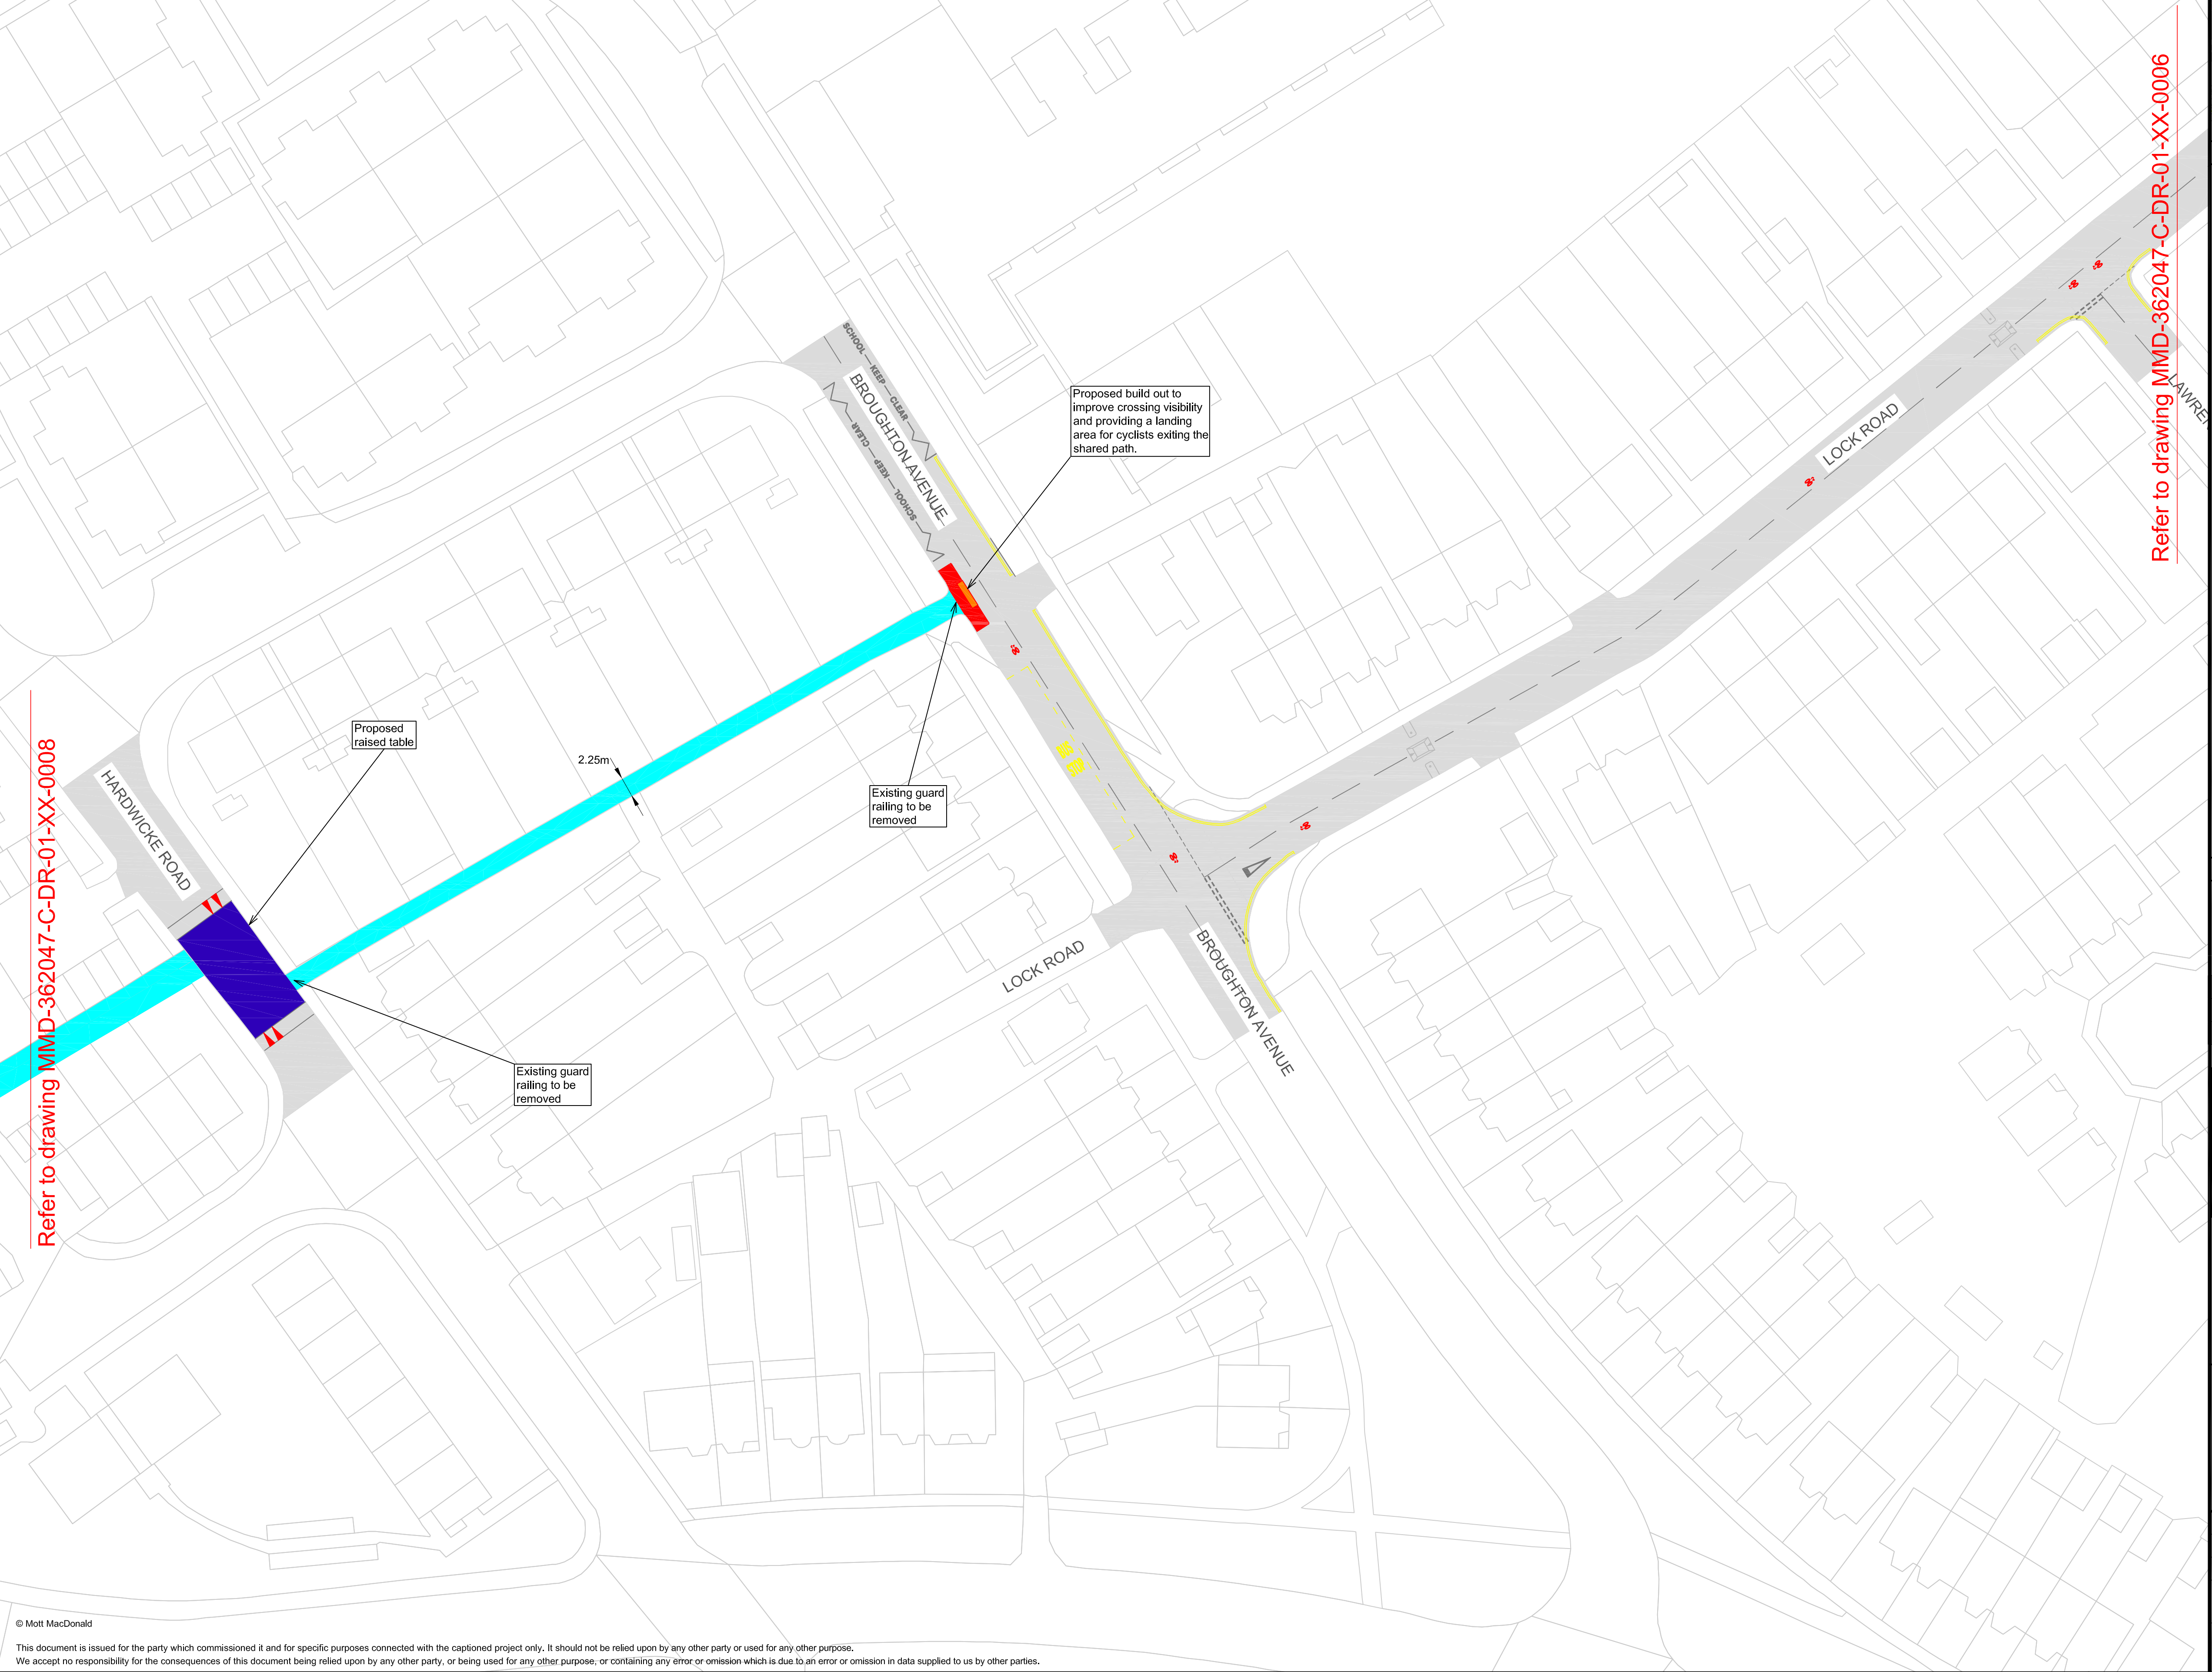 Refer to drawing MMD-362047-C-DR-01-XX-0006
SCHOOL KEEP CLEAR
BROUGHTON AVENUE
SCHOOL KEEP CLEAR
Proposed build out to
improve crossing visibility
and providing a landing
area for cyclists exiting the
shared path.
LOCK ROAD
Proposed
raised table
2.25m
Existing guard
railing to be
removed
HARDWICKE ROAD
Refer to drawing MMD-362047-C-DR-01-XX-0008
LOCK ROAD
BROUGHTON AVENUE
Existing guard
railing to be
removed
© Mott MacDonald
This document is issued for the party which commissioned it and for specific purposes connected with the captioned project only. It should not be relied upon by any other party or used for any other purpose.
We accept no responsibility for the consequences of this document being relied upon by any other party, or being used for any other purpose, or containing any error or omission which is due to an error or omission in data supplied to us by other parties.